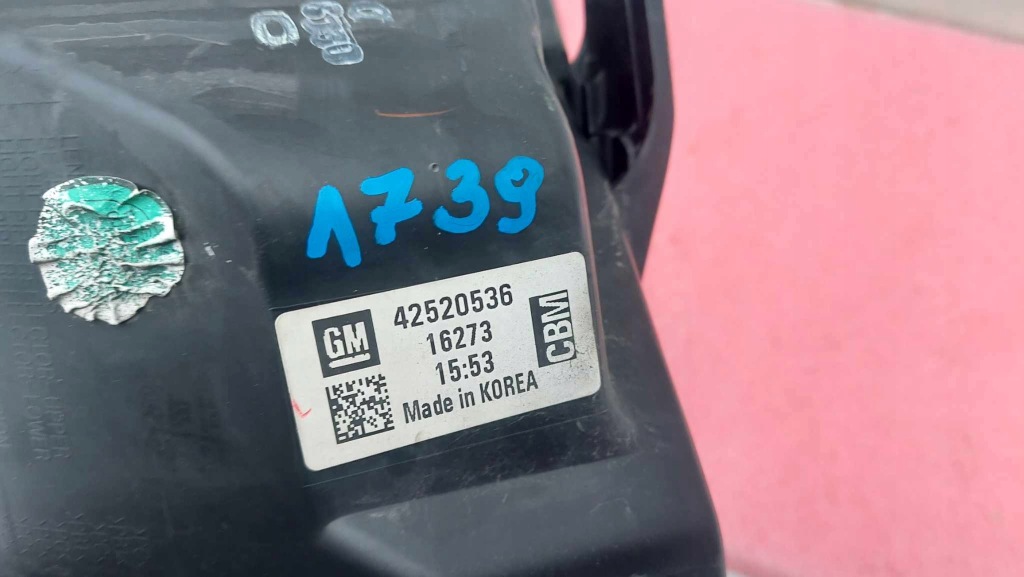 1739
GM
42520536
16273
15:53
Made in KOREA
CBM